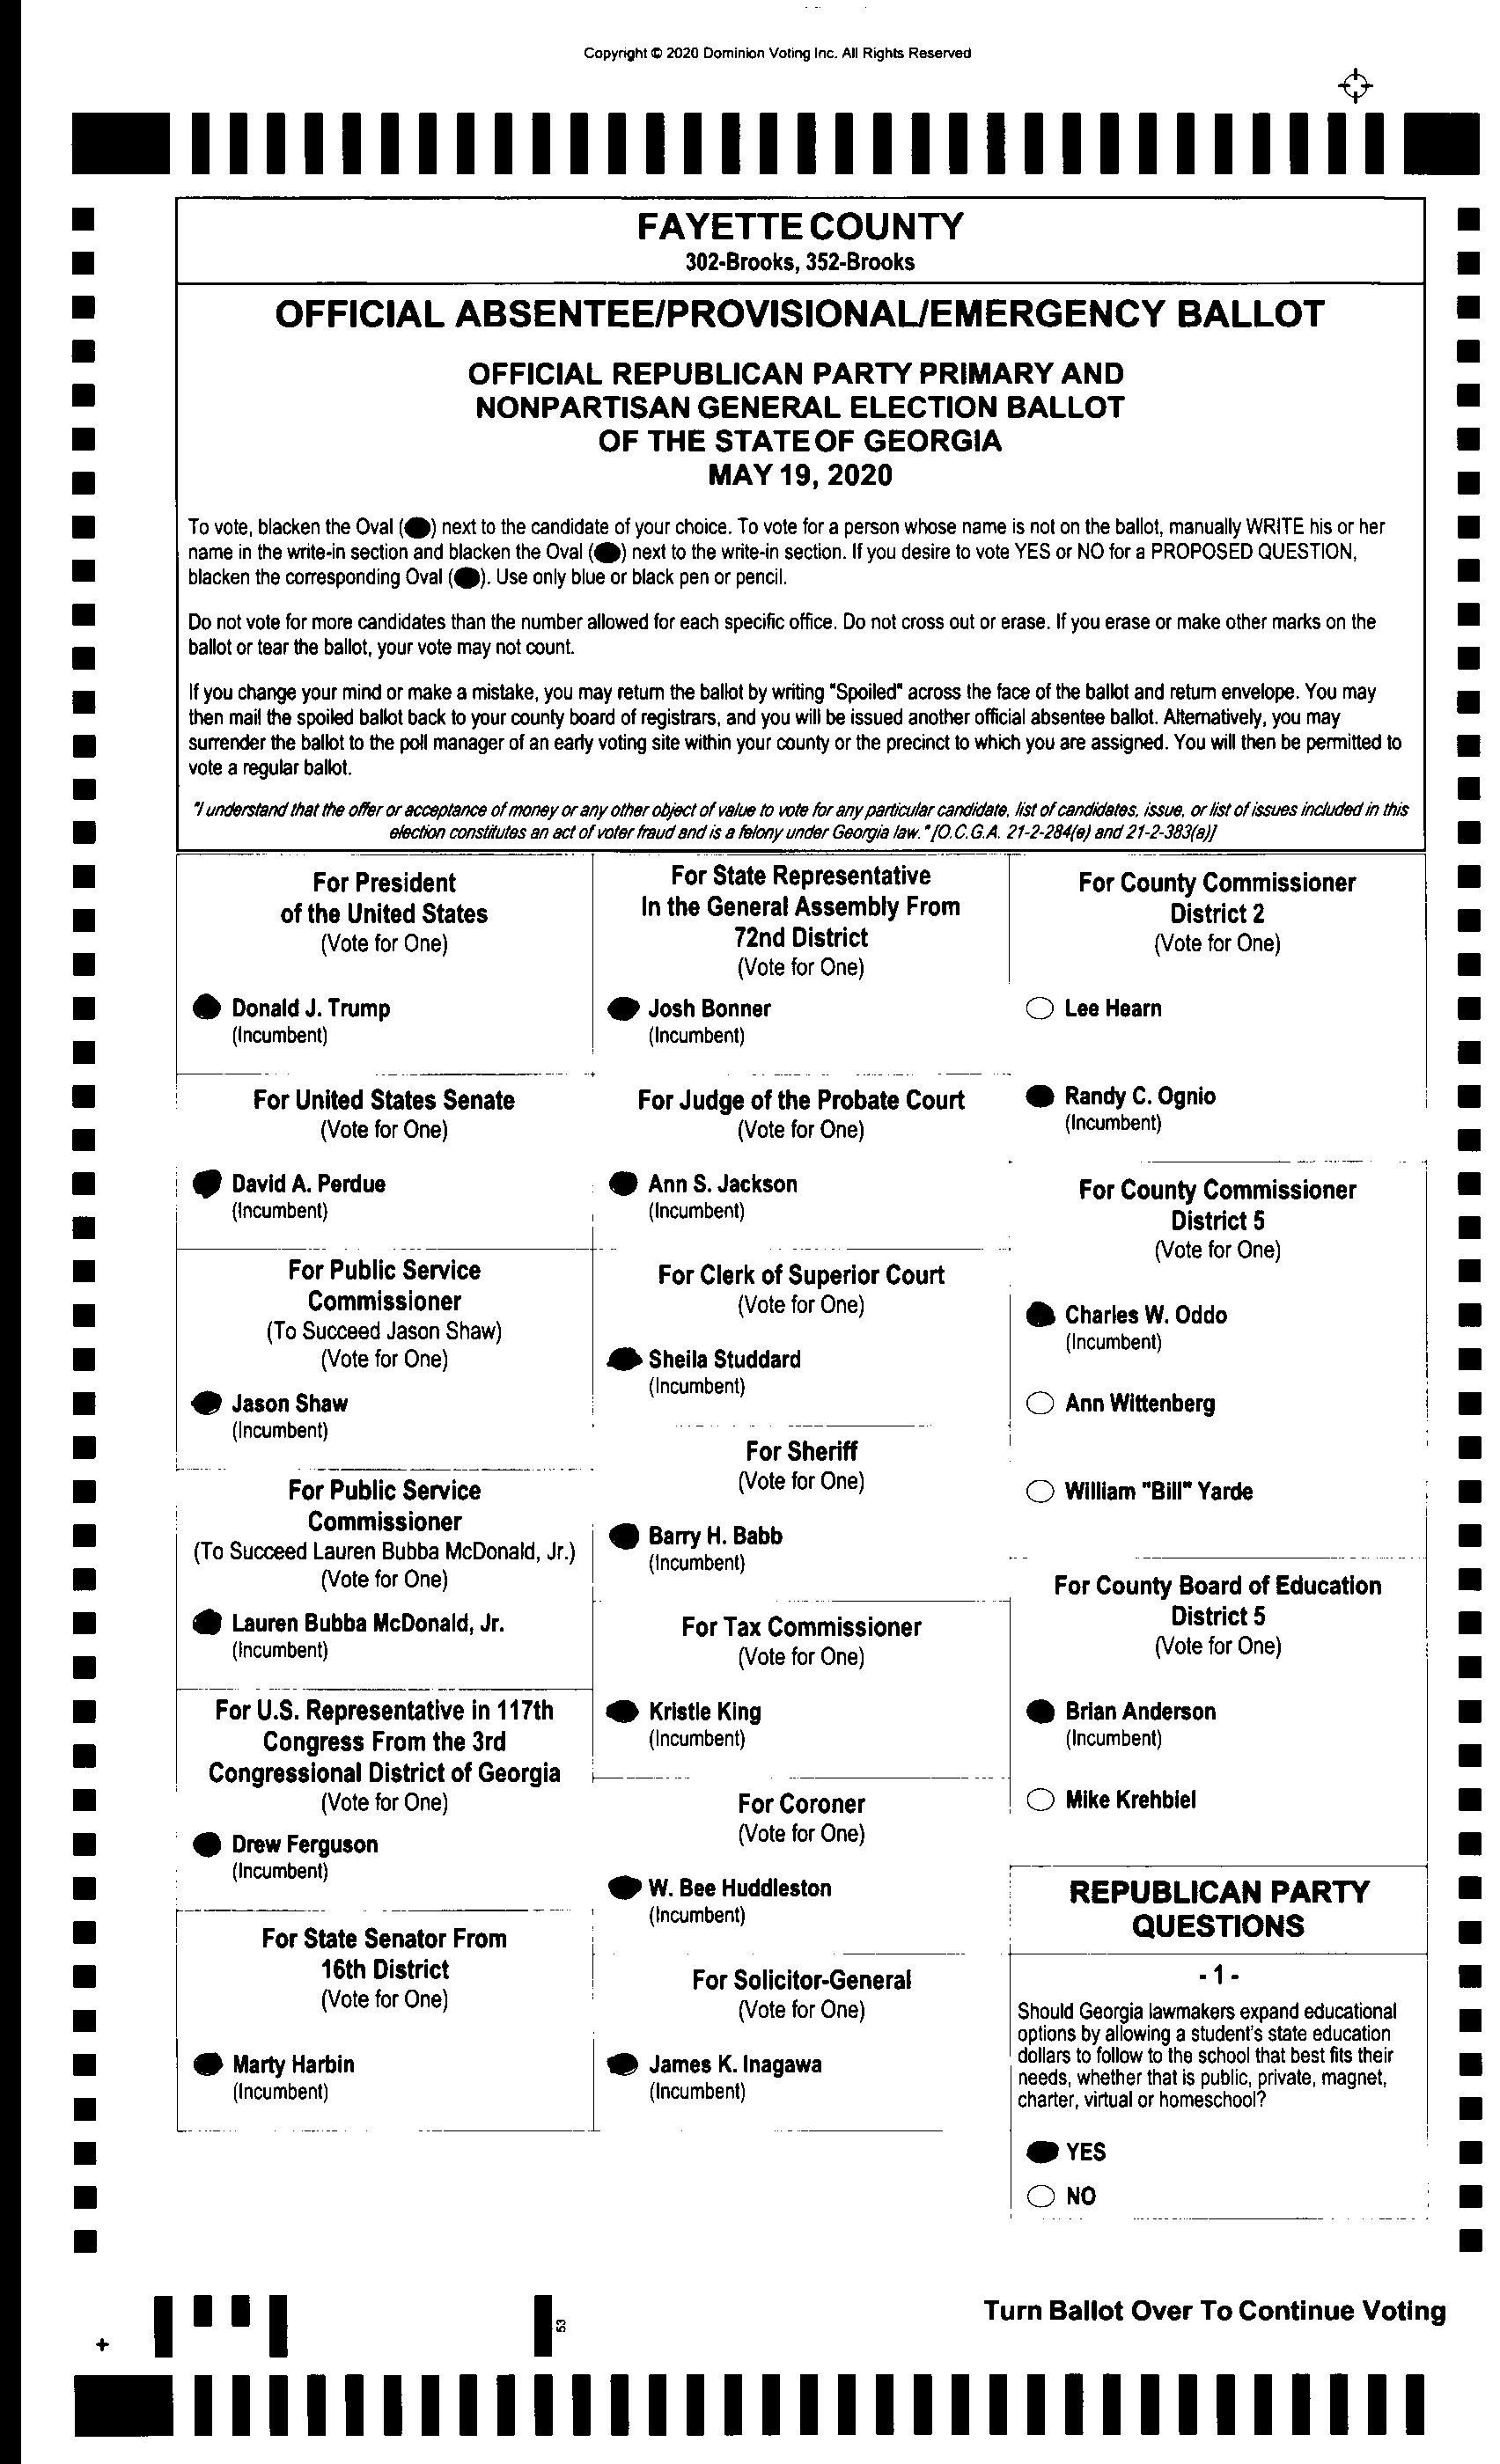 Copyright © 2020 Dominion Voting Inc. All Rights Reserved
FAYETTE COUNTY
302-Brooks, 352-Brooks
OFFICIAL ABSENTEE/PROVISIONAL/EMERGENCY BALLOT
OFFICIAL REPUBLICAN PARTY PRIMARY AND
NONPARTISAN GENERAL ELECTION BALLOT
OF THE STATE OF GEORGIA
MAY 19, 2020
To vote, blacken the Oval ( ) next to the candidate of your choice. To vote for a person whose name is not on the ballot, manually WRITE his or her
name in the write-in section and blacken the Oval ( ) next to the write-in section. If you desire to vote YES or NO for a PROPOSED QUESTION,
blacken the corresponding Oval ( ). Use only blue or black pen or pencil.
Do not vote for more candidates than the number allowed for each specific office. Do not cross out or erase. If you erase or make other marks on the
ballot or tear the ballot, your vote may not count.
If you change your mind or make a mistake, you may return the ballot by writing "Spoiled" across the face of the ballot and return envelope. You may
then mail the spoiled ballot back to your county board of registrars, and you will be issued another official absentee ballot. Alternatively, you may
surrender the ballot to the poll manager of an early voting site within your county or the precinct to which you are assigned. You will then be permitted to
vote a regular ballot.
"I understand that the offer or acceptance of money or any other object of value to vote for any particular candidate, list of candidates, issue, or list of issues included in this
election constitutes an act of voter fraud and is a felony under Georgia law." [O.C.G.A. 21-2-284(e) and 21-2-383(a)]
For President
of the United States
(Vote for One)
Donald J. Trump
(Incumbent)
For United States Senate
(Vote for One)
David A. Perdue
(Incumbent)
For Public Service
Commissioner
(To Succeed Jason Shaw)
(Vote for One)
Jason Shaw
(Incumbent)
For Public Service
Commissioner
(To Succeed Lauren Bubba McDonald, Jr.)
(Vote for One)
Lauren Bubba McDonald, Jr.
(Incumbent)
For U.S. Representative in 117th
Congress From the 3rd
Congressional District of Georgia
(Vote for One)
Drew Ferguson
(Incumbent)
For State Senator From
16th District
(Vote for One)
Marty Harbin
(Incumbent)
For State Representative
In the General Assembly From
72nd District
(Vote for One)
Josh Bonner
(Incumbent)
For Judge of the Probate Court
(Vote for One)
Ann S. Jackson
(Incumbent)
For Clerk of Superior Court
(Vote for One)
Sheila Studdard
(Incumbent)
For Sheriff
(Vote for One)
Barry H. Babb
(Incumbent)
For Tax Commissioner
(Vote for One)
Kristie King
(Incumbent)
For Coroner
(Vote for One)
W. Bee Huddleston
(Incumbent)
For Solicitor-General
(Vote for One)
James K. Inagawa
(Incumbent)
For County Commissioner
District 2
(Vote for One)
Lee Hearn
Randy C. Ognio
(Incumbent)
For County Commissioner
District 5
(Vote for One)
Charles W. Oddo
(Incumbent)
Ann Wittenberg
William "Bill" Yarde
For County Board of Education
District 5
(Vote for One)
Brian Anderson
(Incumbent)
Mike Krehbiel
REPUBLICAN PARTY
QUESTIONS
- 1 -
Should Georgia lawmakers expand educational
options by allowing a student's state education
dollars to follow to the school that best fits their
needs, whether that is public, private, magnet,
charter, virtual or homeschool?
YES
NO
53
Turn Ballot Over To Continue Voting